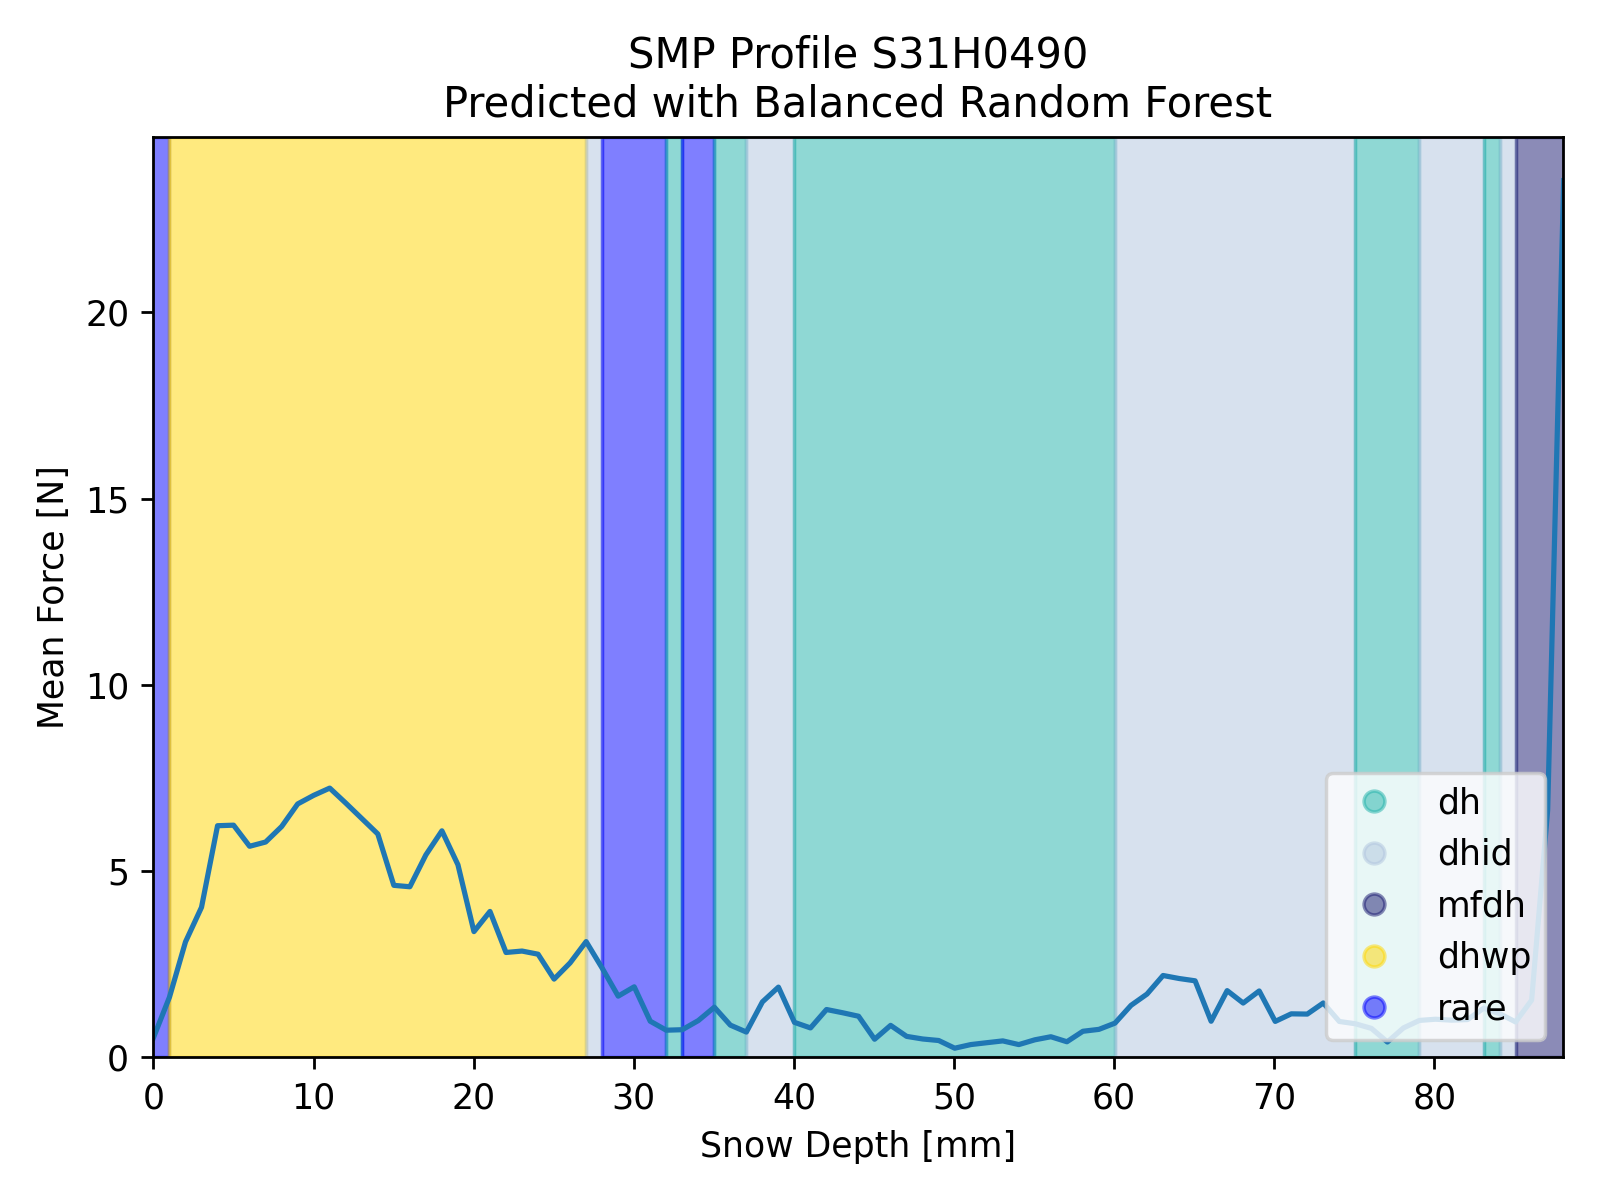 SMP Profile S31H0490
Predicted with Balanced Random Forest
Mean Force [N]
20
15
10
5
0
dh
dhid
mfdh
dhwp
rare
0 10 20 30 40 50 60 70 80
Snow Depth [mm]